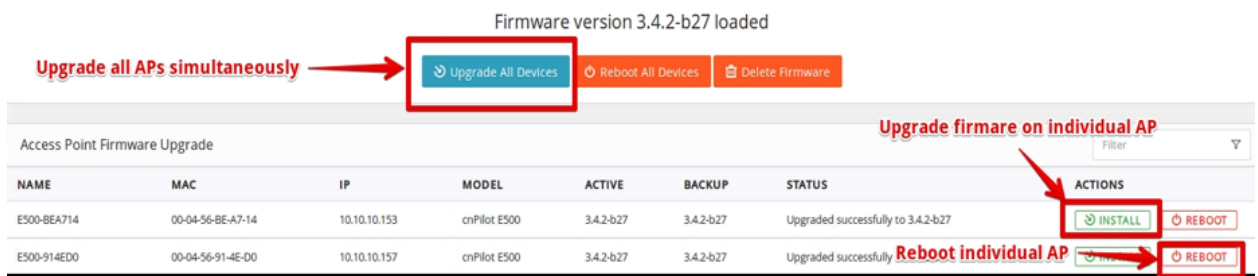 Firmware version 3.4.2-b27 loaded
Upgrade all APs simultaneously
Upgrade All Devices Reboot All Devices Delete Firmware
Upgrade firmare on individual AP
Access Point Firmware Upgrade Filter
NAME MAC IP MODEL ACTIVE BACKUP STATUS ACTIONS
E500-BEA714 00-04-56-BE-A7-14 10.10.10.153 cnPilot E500 3.4.2-b27 3.4.2-b27 Upgraded successfully to 3.4.2-b27 INSTALL REBOOT
E500-914ED0 00-04-56-91-4E-D0 10.10.10.157 cnPilot E500 3.4.2-b27 3.4.2-b27 Upgraded successfully Reboot individual AP REBOOT